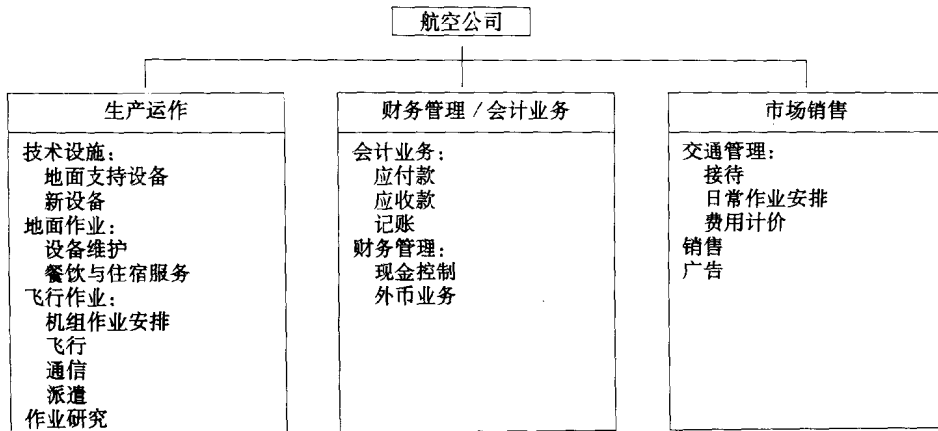 航空公司
生产运作
技术设施：
地面支持设备
新设备
地面作业：
设备维护
餐饮与住宿服务
飞行作业：
机组作业安排
飞行
通信
派遣
作业研究
财务管理/会计业务
会计业务：
应付款
应收款
记账
财务管理：
现金控制
外币业务
市场销售
交通管理：
接待
日常作业安排
费用计价
销售
广告